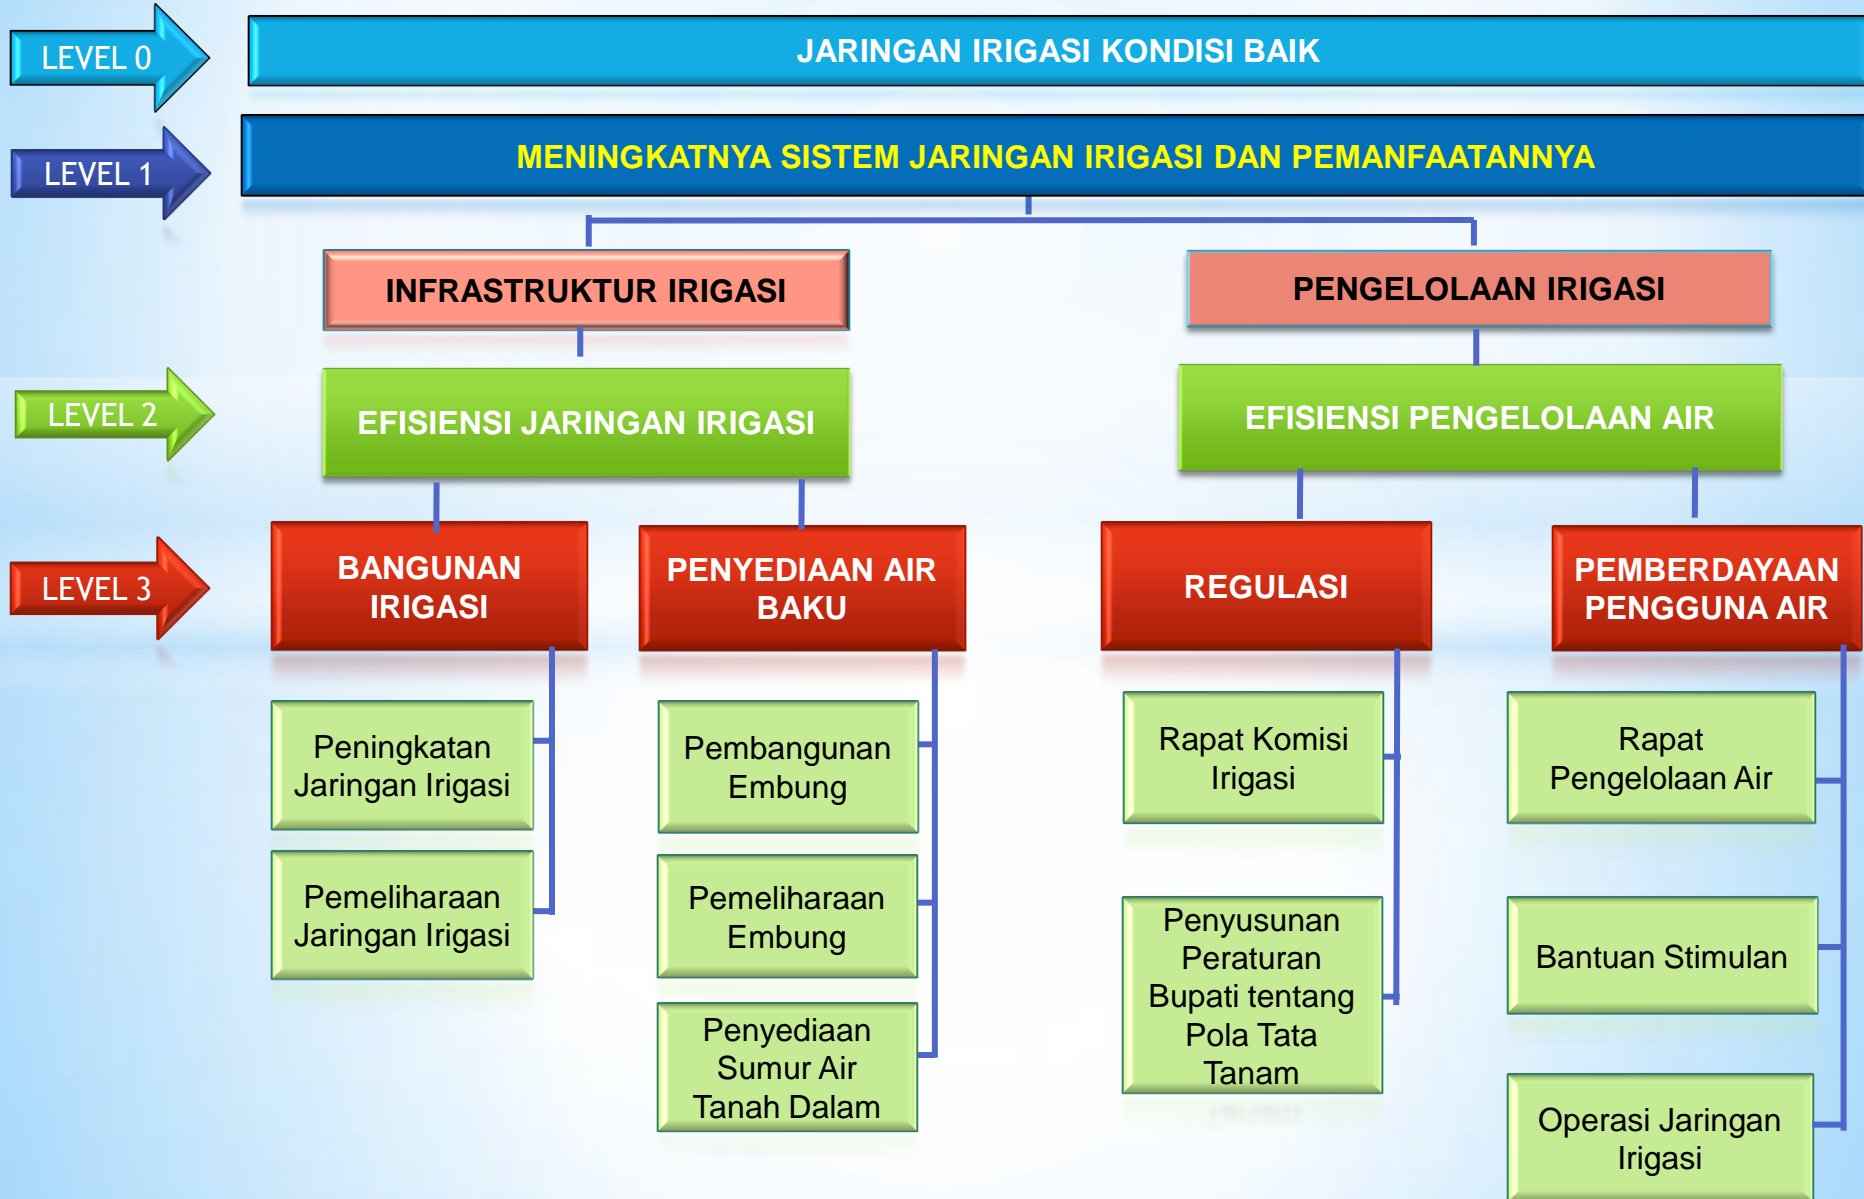 LEVEL 0
JARINGAN IRIGASI KONDISI BAIK
LEVEL 1
MENINGKATNYA SISTEM JARINGAN IRIGASI DAN PEMANFAATANNYA
INFRASTRUKTUR IRIGASI
PENGELOLAAN IRIGASI
LEVEL 2
EFISIENSI JARINGAN IRIGASI
EFISIENSI PENGELOLAAN AIR
LEVEL 3
BANGUNAN
IRIGASI
PENYEDIAAN AIR
BAKU
REGULASI
PEMBERDAYAAN
PENGGUNA AIR
Peningkatan
Jaringan Irigasi
Pemeliharaan
Jaringan Irigasi
Pembangunan
Embung
Pemeliharaan
Embung
Penyediaan
Sumur Air
Tanah Dalam
Rapat Komisi
Irigasi
Penyusunan
Peraturan
Bupati tentang
Pola Tata
Tanam
Rapat
Pengelolaan Air
Bantuan Stimulan
Operasi Jaringan
Irigasi